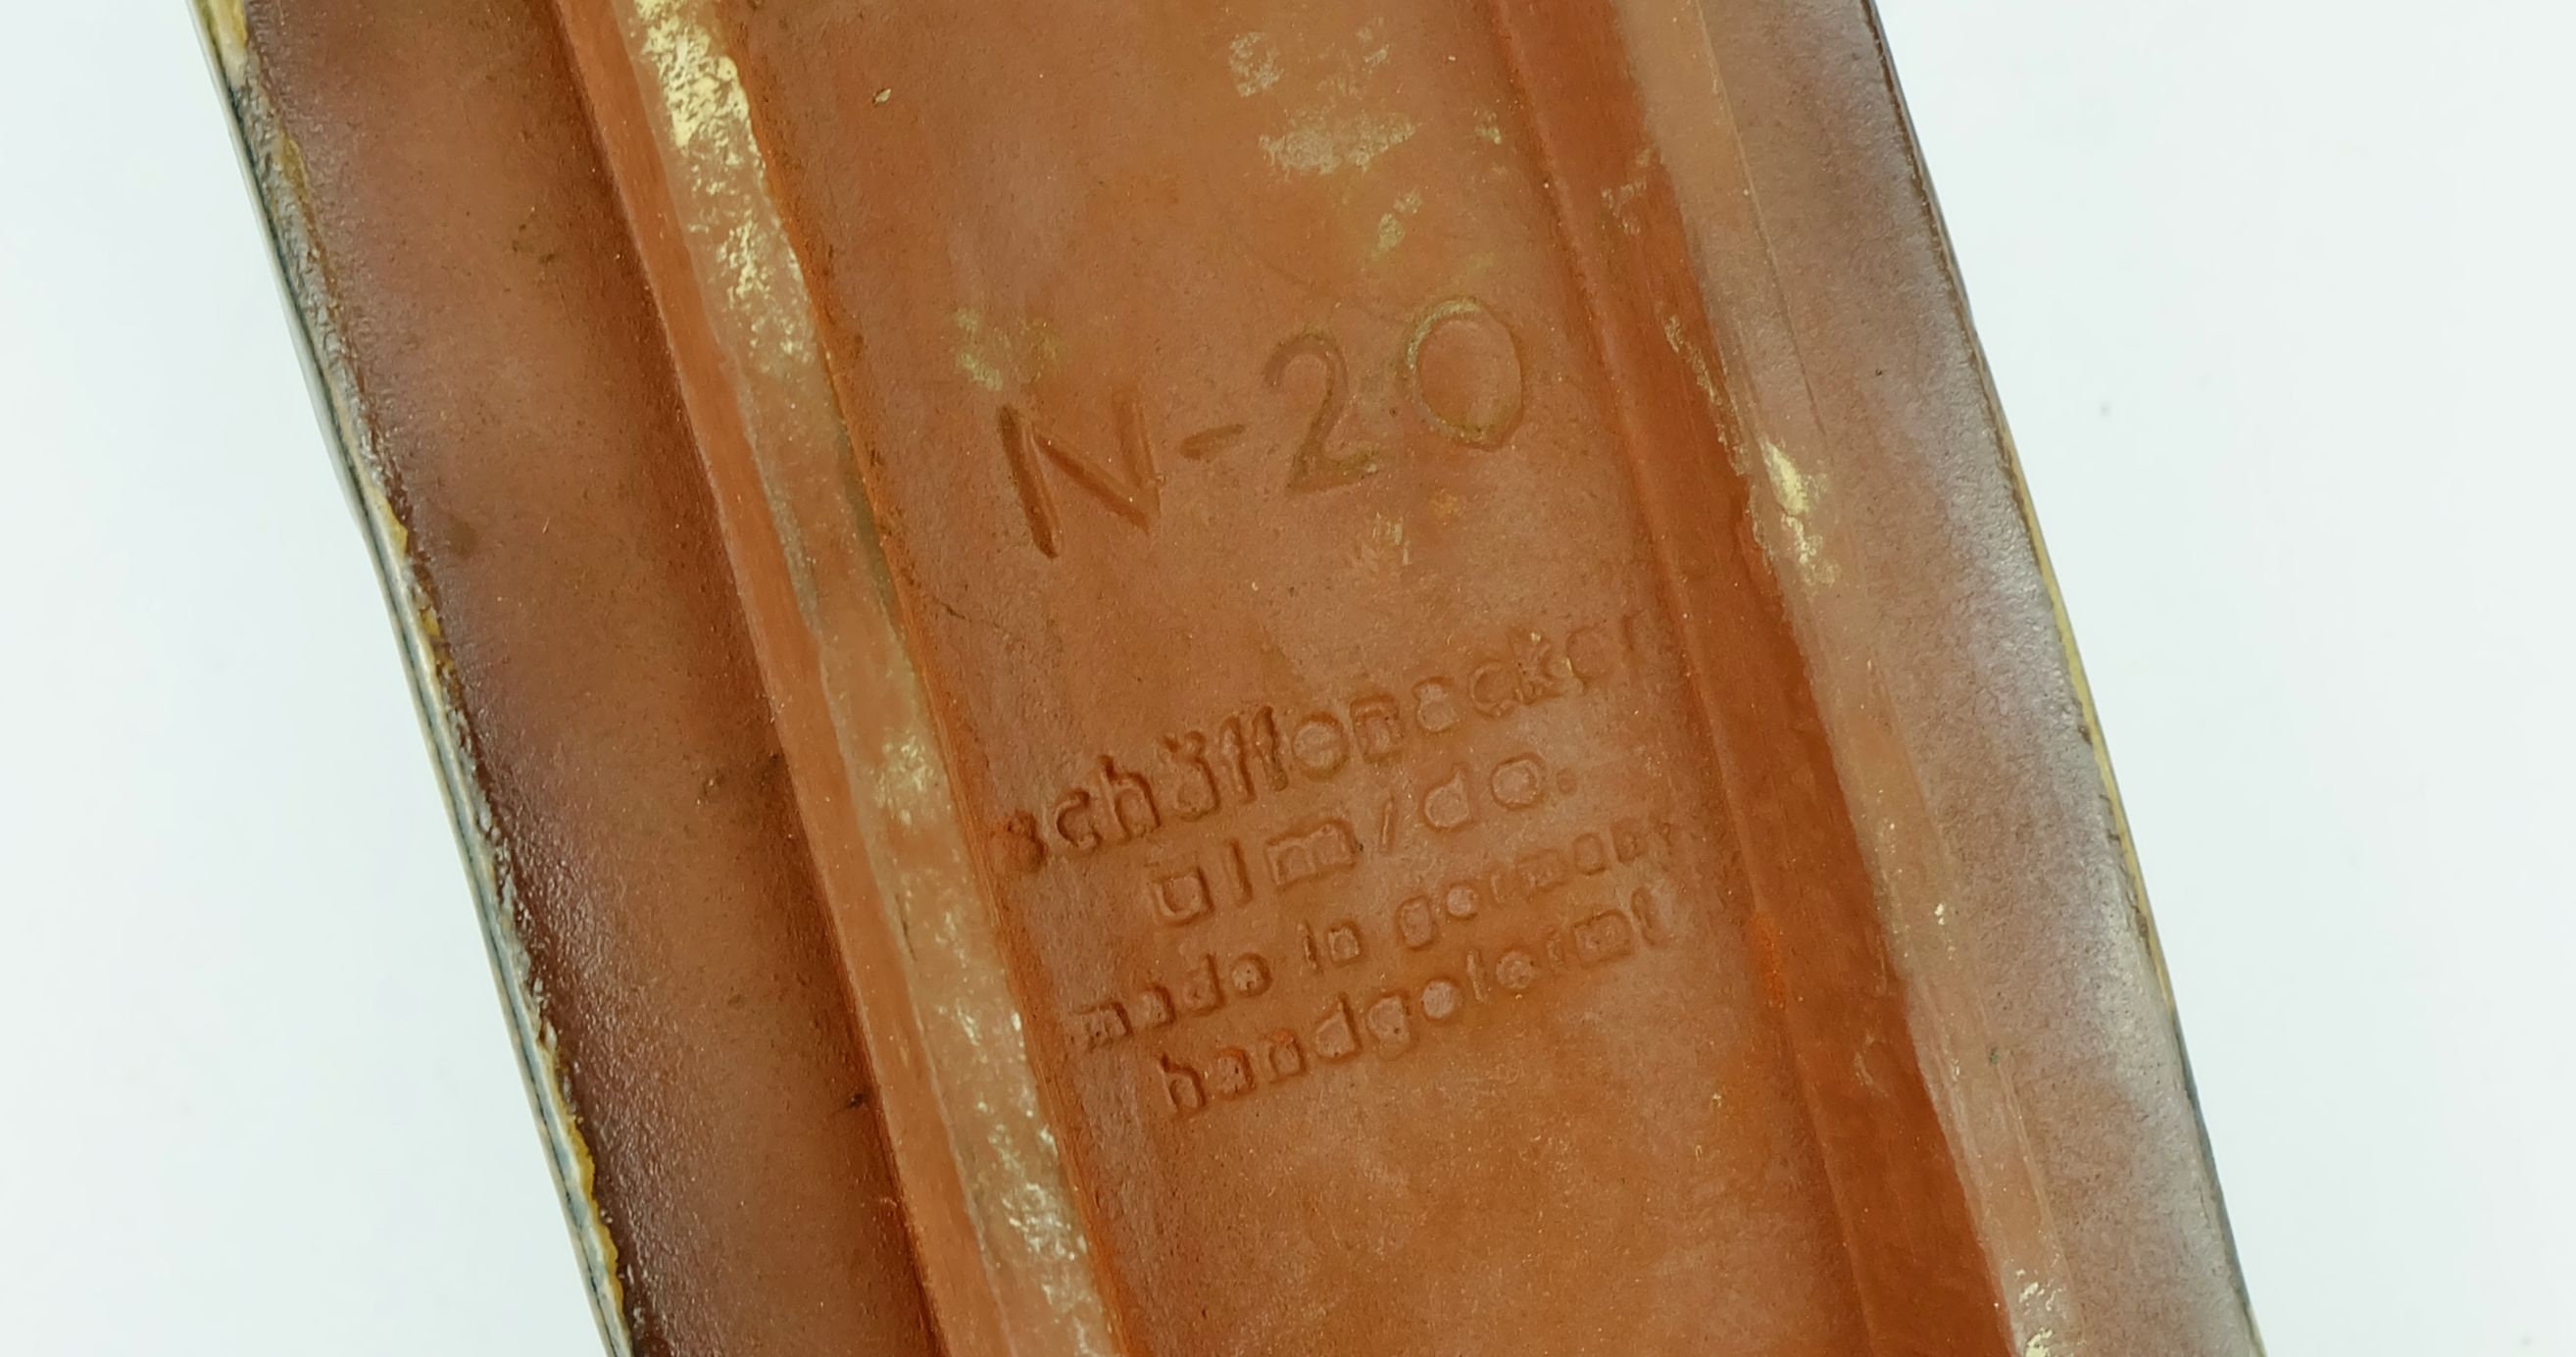 N-20
schäffenacker
ulm/do.
made in germany
handgeformt